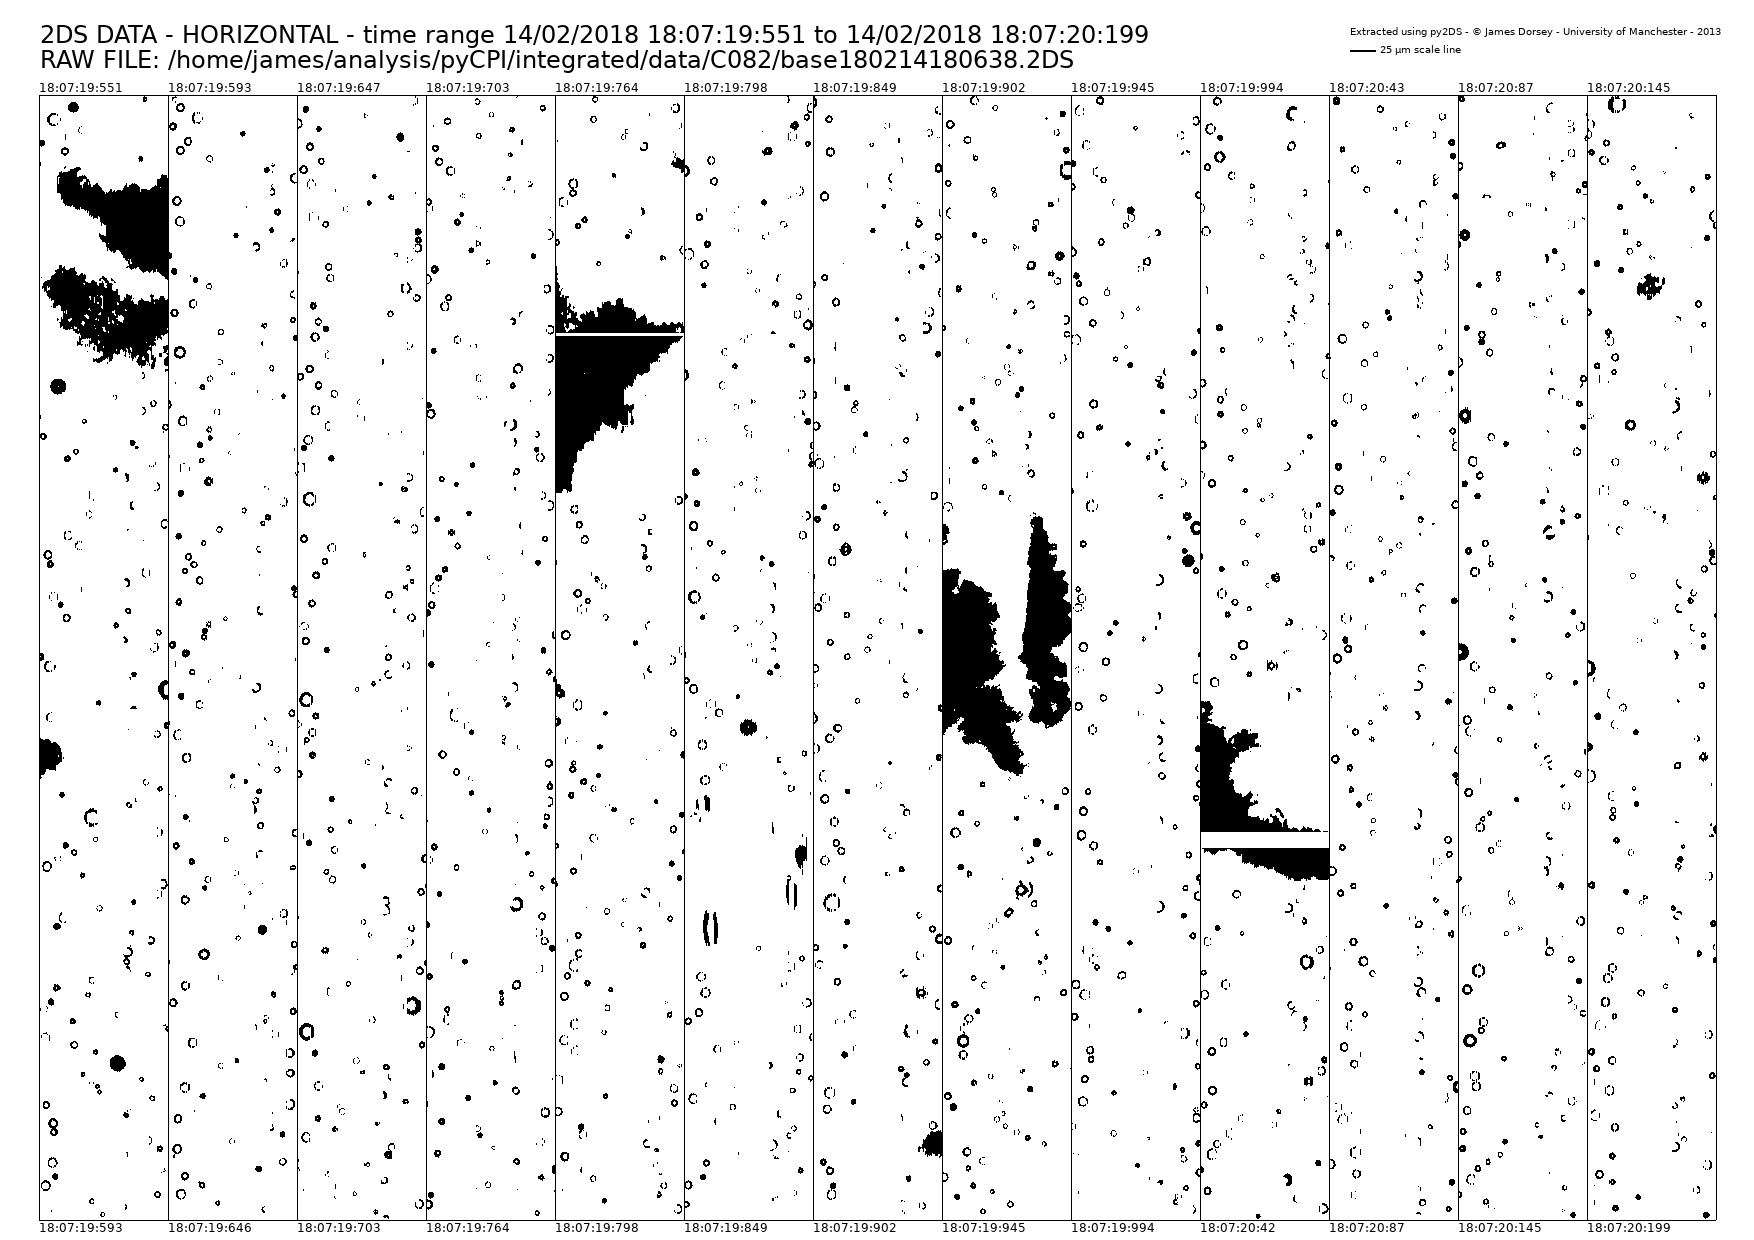 2DS DATA - HORIZONTAL - time range 14/02/2018 18:07:19:551 to 14/02/2018 18:07:20:199
RAW FILE: /home/james/analysis/pyCPI/integrated/data/C082/base180214180638.2DS
Extracted using py2DS - © James Dorsey - University of Manchester - 2013
25 μm scale line
18:07:19:551 18:07:19:593 18:07:19:647 18:07:19:703 18:07:19:764 18:07:19:798 18:07:19:849 18:07:19:902 18:07:19:945 18:07:19:994 18:07:20:43 18:07:20:87 18:07:20:145
18:07:19:593 18:07:19:646 18:07:19:703 18:07:19:764 18:07:19:798 18:07:19:849 18:07:19:902 18:07:19:945 18:07:19:994 18:07:20:42 18:07:20:87 18:07:20:145 18:07:20:199